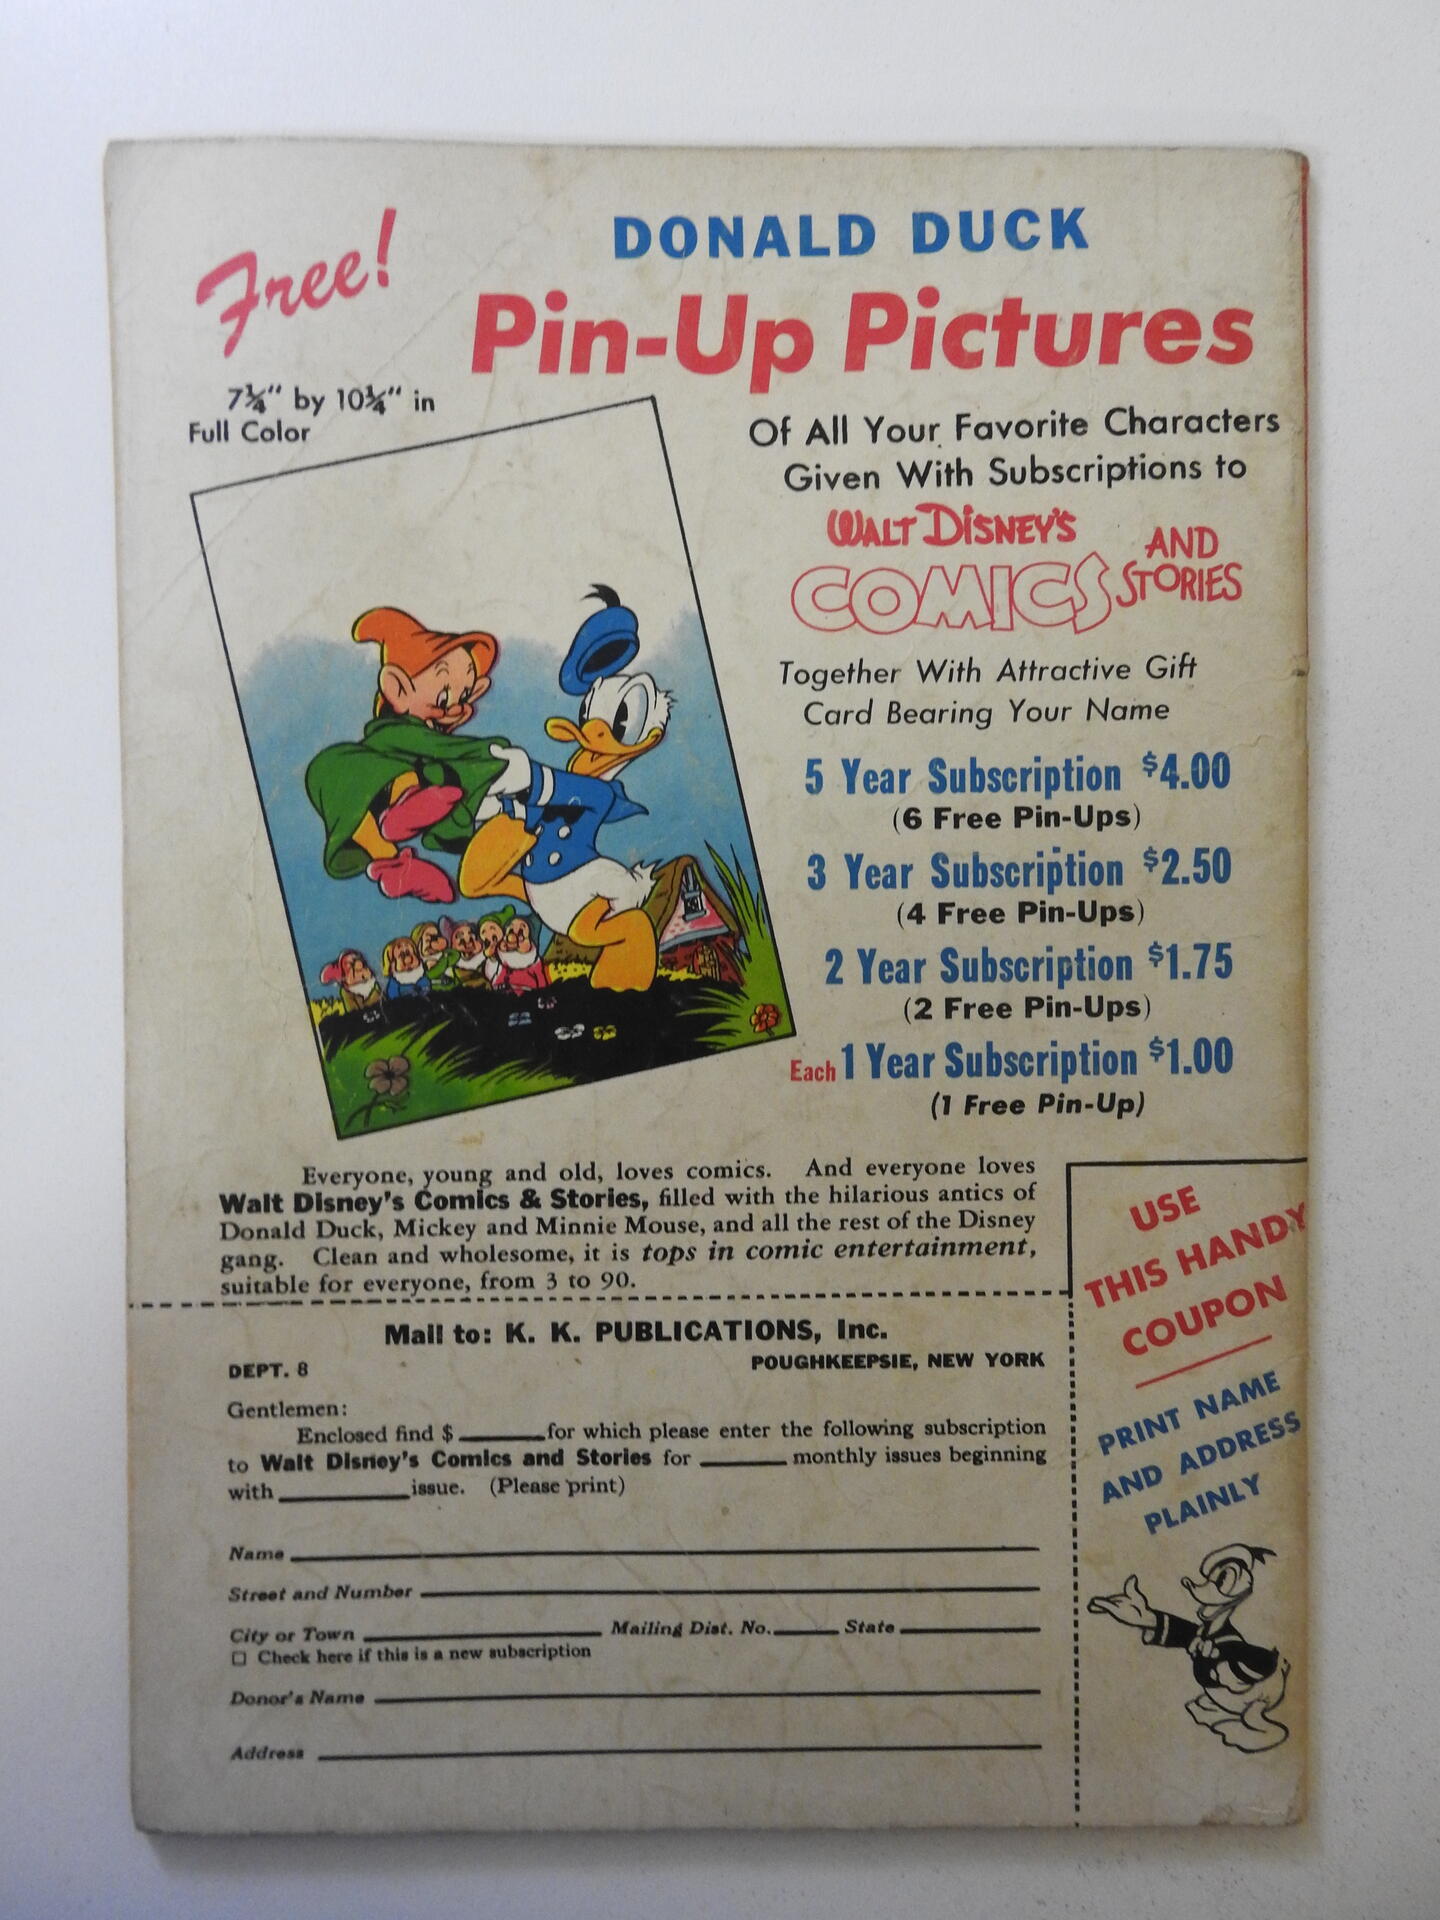 Free!
DONALD DUCK
Pin-Up Pictures
7¼" by 10¼" in
Full Color
Of All Your Favorite Characters
Given With Subscriptions to
WALT DISNEY'S
COMICS AND STORIES
Together With Attractive Gift
Card Bearing Your Name
5 Year Subscription $4.00
(6 Free Pin-Ups)
3 Year Subscription $2.50
(4 Free Pin-Ups)
2 Year Subscription $1.75
(2 Free Pin-Ups)
Each 1 Year Subscription $1.00
(1 Free Pin-Up)
Everyone, young and old, loves comics. And everyone loves
Walt Disney's Comics & Stories, filled with the hilarious antics of
Donald Duck, Mickey and Minnie Mouse, and all the rest of the Disney
gang. Clean and wholesome, it is tops in comic entertainment,
suitable for everyone, from 3 to 90.
Mail to: K. K. PUBLICATIONS, Inc.
DEPT. 8 POUGHKEEPSIE, NEW YORK
Gentlemen:
Enclosed find $ ________ for which please enter the following subscription
to Walt Disney's Comics and Stories for ________ monthly issues beginning
with ____________ issue. (Please print)
Name
Street and Number
City or Town ____________ Mailing Dist. No. ______ State
☐ Check here if this is a new subscription
Donor's Name
Address
USE
THIS HANDY
COUPON
PRINT NAME
AND ADDRESS
PLAINLY